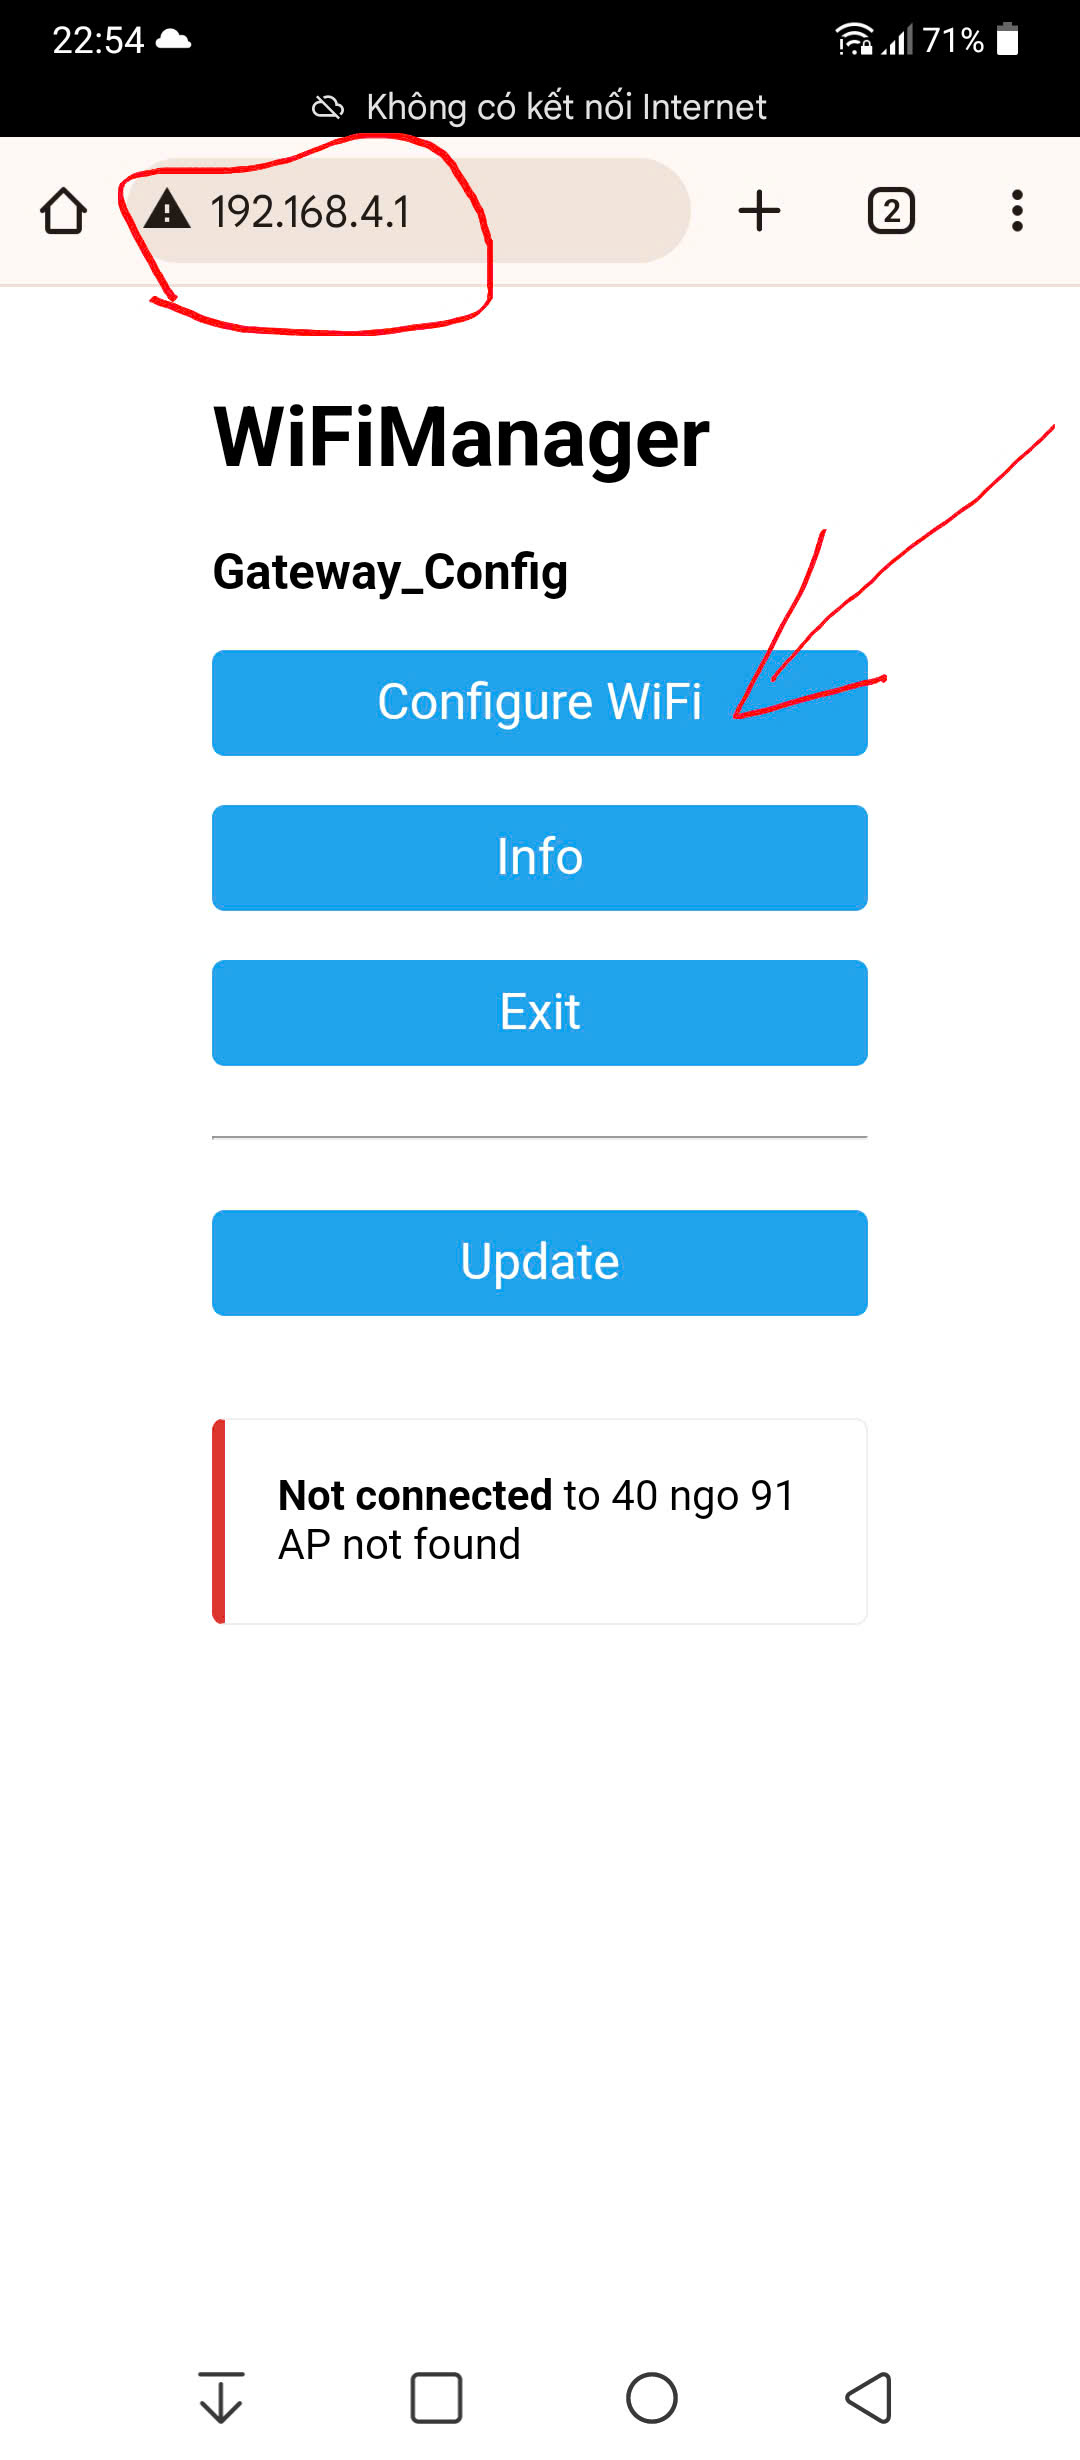 22:54
71%
Không có kết nối Internet
192.168.4.1
2
WiFiManager
Gateway_Config
Configure WiFi
Info
Exit
Update
Not connected to 40 ngo 91
AP not found